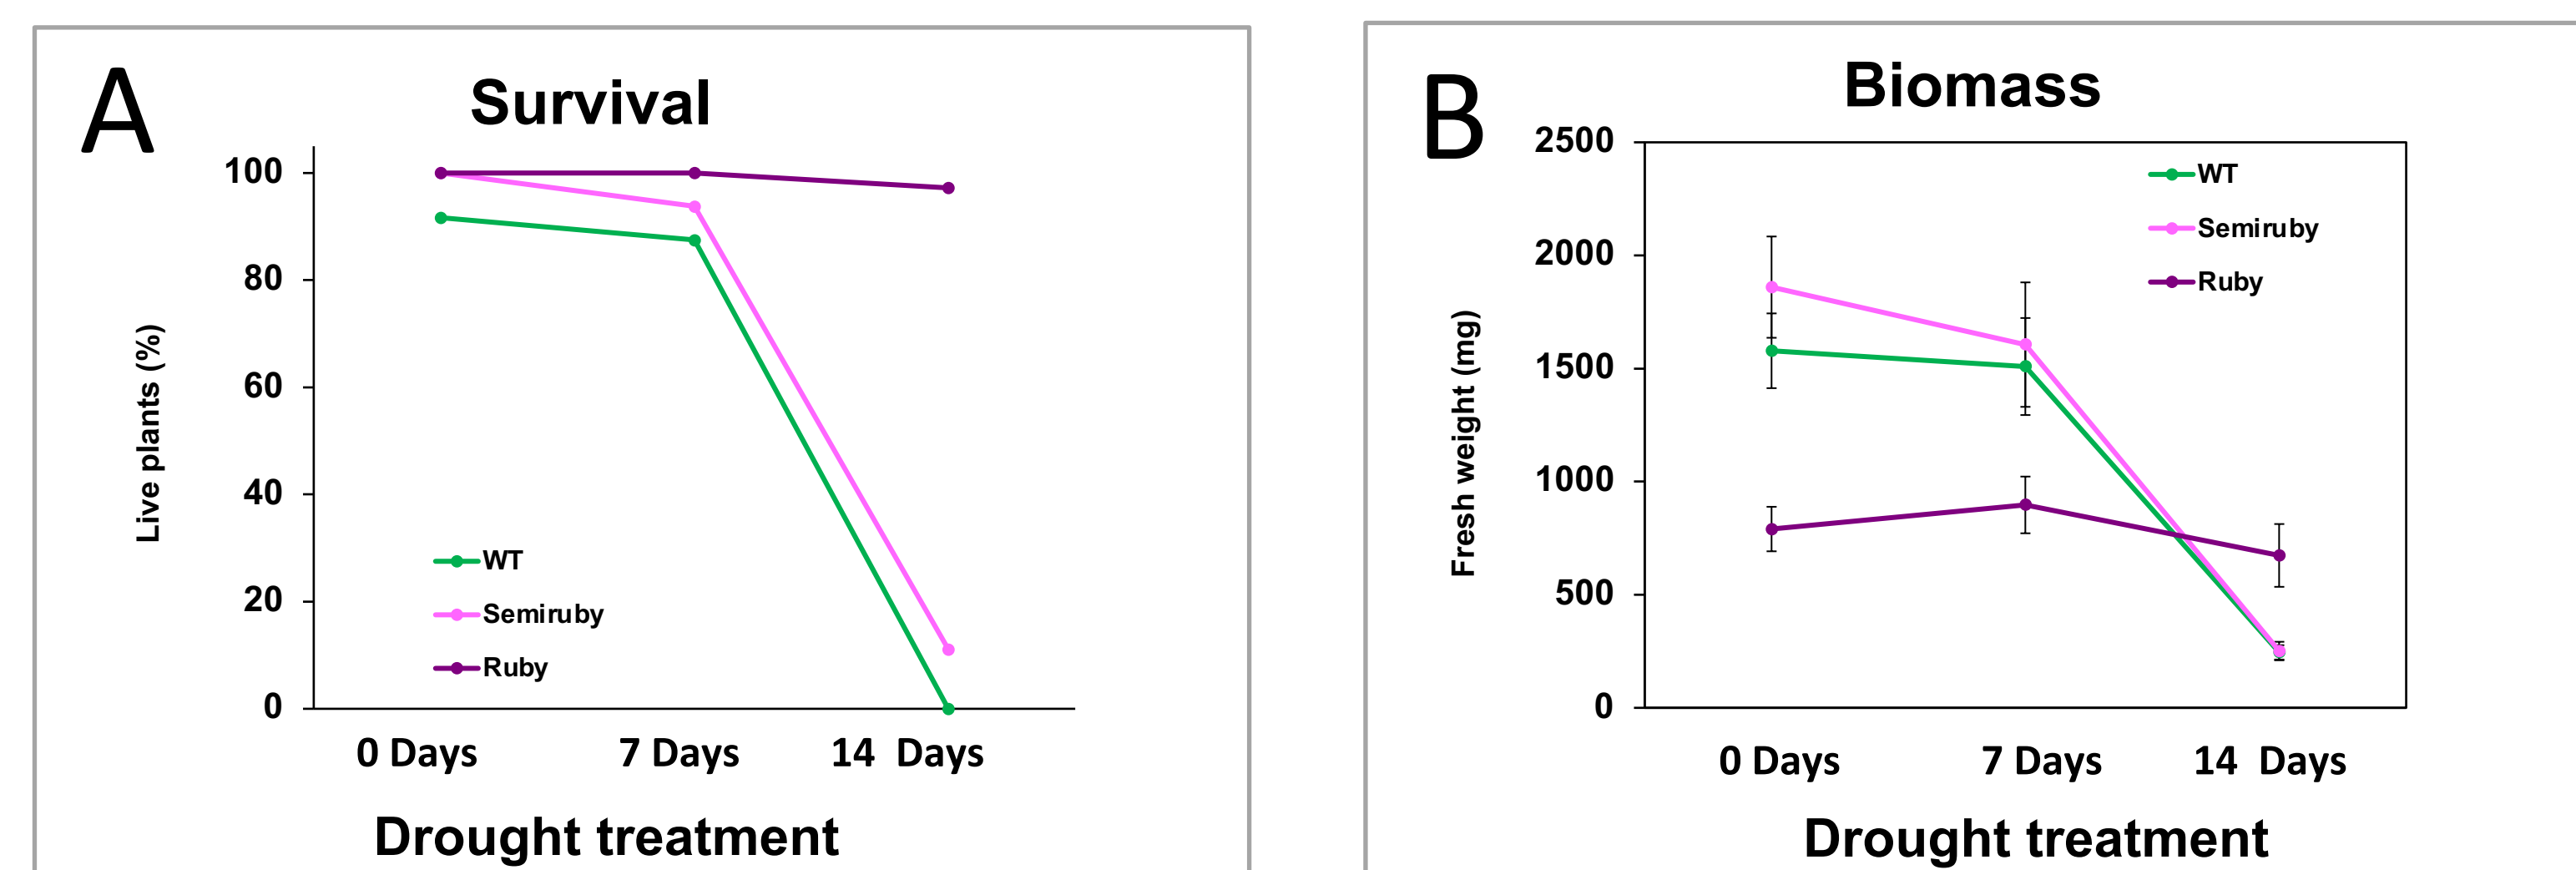 A
Survival
100
80
60
40
20
0
Live plants (%)
WT
Semiruby
Ruby
0 Days
7 Days
14 Days
Drought treatment
B
Biomass
2500
2000
1500
1000
500
0
Fresh weight (mg)
WT
Semiruby
Ruby
0 Days
7 Days
14 Days
Drought treatment